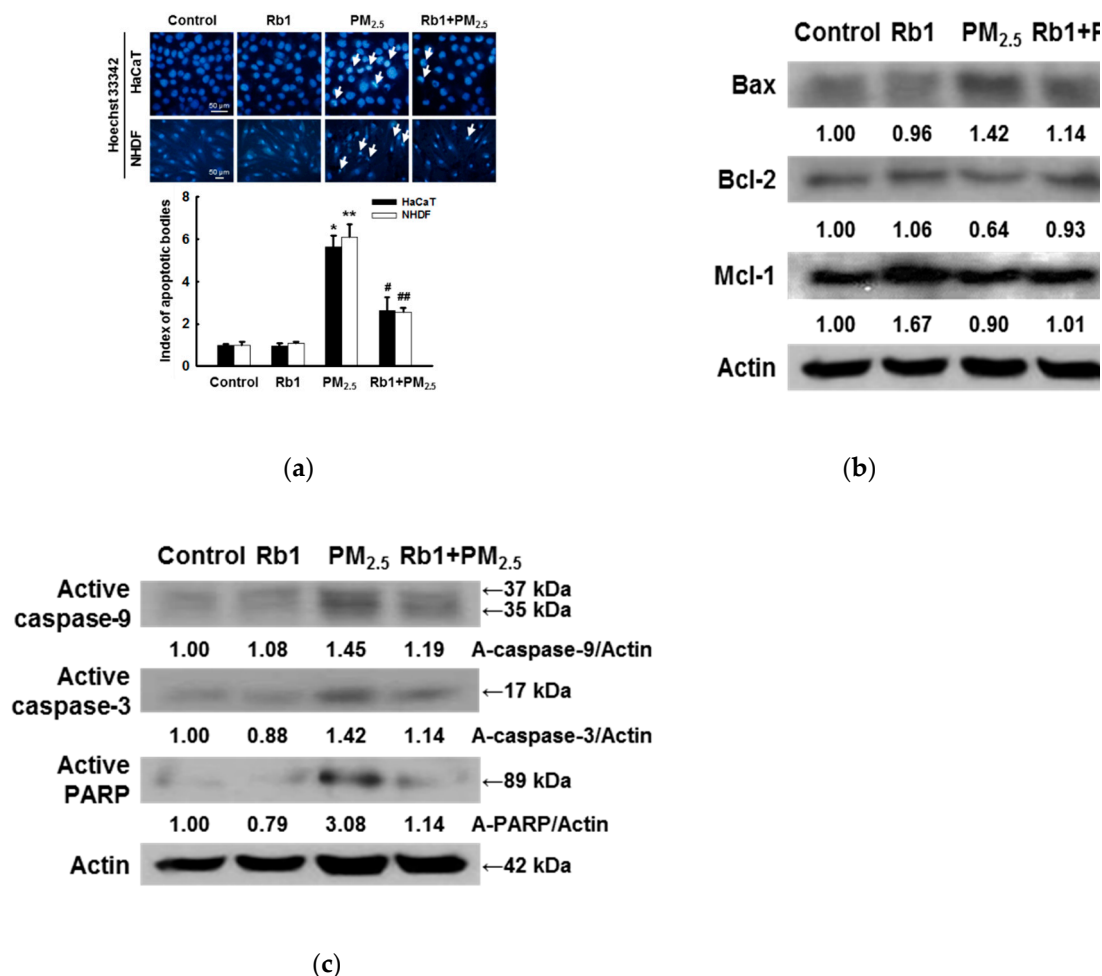 Control Rb1 PM2.5 Rb1+PM2.5
Hoechst 33342
HaCaT
50 μm
NHDF
50 μm
Index of apoptotic bodies
8
6
4
2
0
HaCaT
NHDF
* ** # ##
Control Rb1 PM2.5 Rb1+PM2.5
(a)
Control Rb1 PM2.5 Rb1+P
Bax
1.00 0.96 1.42 1.14
Bcl-2
1.00 1.06 0.64 0.93
Mcl-1
1.00 1.67 0.90 1.01
Actin
(b)
Control Rb1 PM2.5 Rb1+PM2.5
Active
caspase-9
←37 kDa
←35 kDa
1.00 1.08 1.45 1.19 A-caspase-9/Actin
Active
caspase-3
←17 kDa
1.00 0.88 1.42 1.14 A-caspase-3/Actin
Active
PARP
←89 kDa
1.00 0.79 3.08 1.14 A-PARP/Actin
Actin ←42 kDa
(c)